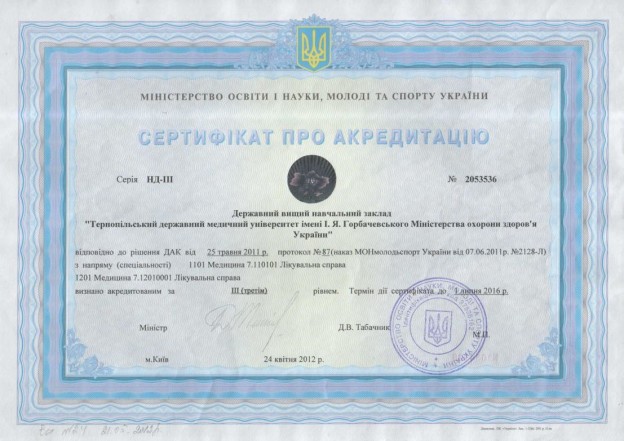 МІНІСТЕРСТВО ОСВІТИ І НАУКИ, МОЛОДІ ТА СПОРТУ УКРАЇНИ
СЕРТИФІКАТ ПРО АКРЕДИТАЦІЮ
Серія НД-III № 2053536
Державний вищий навчальний заклад
"Тернопільський державний медичний університет імені І. Я. Горбачевського Міністерства охорони здоров'я
України"
відповідно до рішення ДАК від 25 травня 2011 р. протокол №87(наказ МОНмолодьспорт України від 07.06.2011р. №2128-Л)
з напряму (спеціальності) 1101 Медицина 7.110101 Лікувальна справа
1201 Медицина 7.12010001 Лікувальна справа
визнано акредитованим за III (третім) рівнем. Термін дії сертифіката до 1 липня 2016 р.
Міністр Д.В. Табачник
М.П.
м.Київ 24 квітня 2012 р.